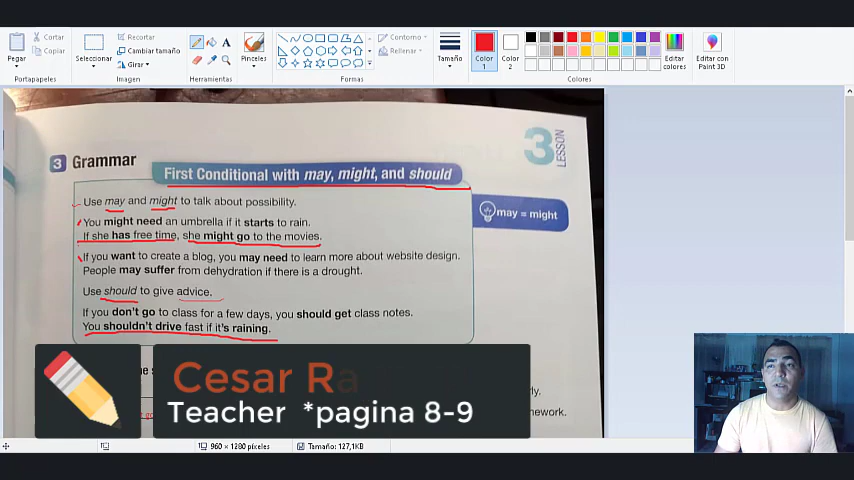 Pegar
Cortar
Copiar
Portapapeles
Seleccionar
Recortar
Cambiar tamaño
Girar
Imagen
Herramientas
Pinceles
Contorno
Rellenar
Formas
Tamaño
Color
1
Color
2
Editar
colores
Editar con
Paint 3D
Colores
3 Grammar
3
LESSON
First Conditional with may, might, and should
Use may and might to talk about possibility.
You might need an umbrella if it starts to rain.
If she has free time, she might go to the movies.
If you want to create a blog, you may need to learn more about website design.
People may suffer from dehydration if there is a drought.
Use should to give advice.
If you don't go to class for a few days, you should get class notes.
You shouldn't drive fast if it's raining.
may = might
Cesar Ra
Teacher *pagina 8-9
960 × 1280 píxeles
Tamaño: 127,1KB